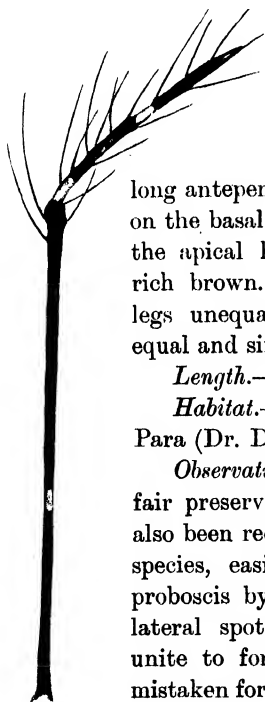 long antepen
on the basal
the apical
rich brown.
legs unequa
equal and si
Length.—
Habitat.—
Para (Dr. D
Observat
fair preserv
also been re
species, easi
proboscis by
lateral spot
unite to for
mistaken for